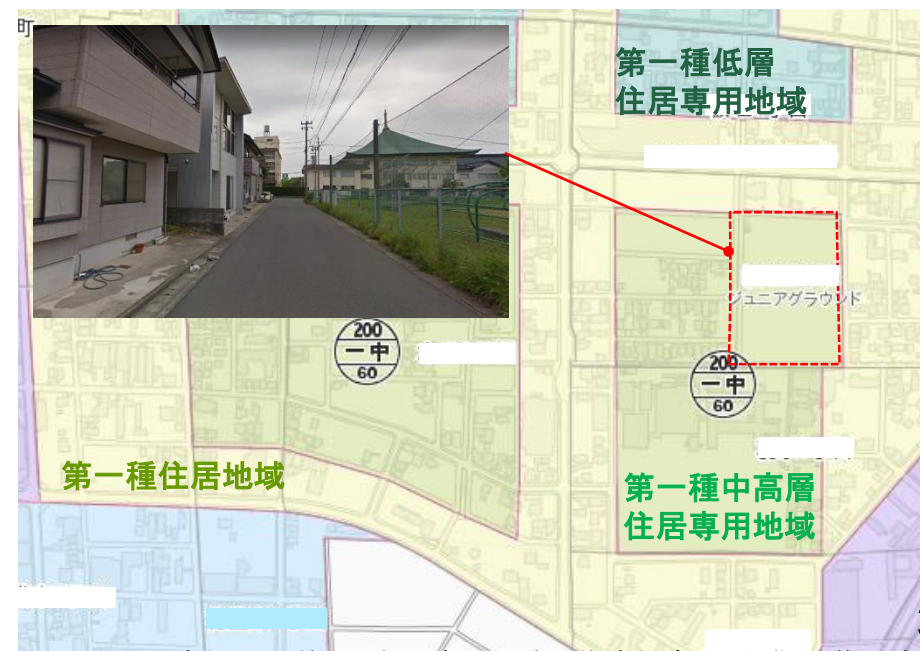 町
第一種低層
住居専用地域
ジュニアグラウンド
200
一中
60
200
一中
60
第一種住居地域
第一種中高層
住居専用地域